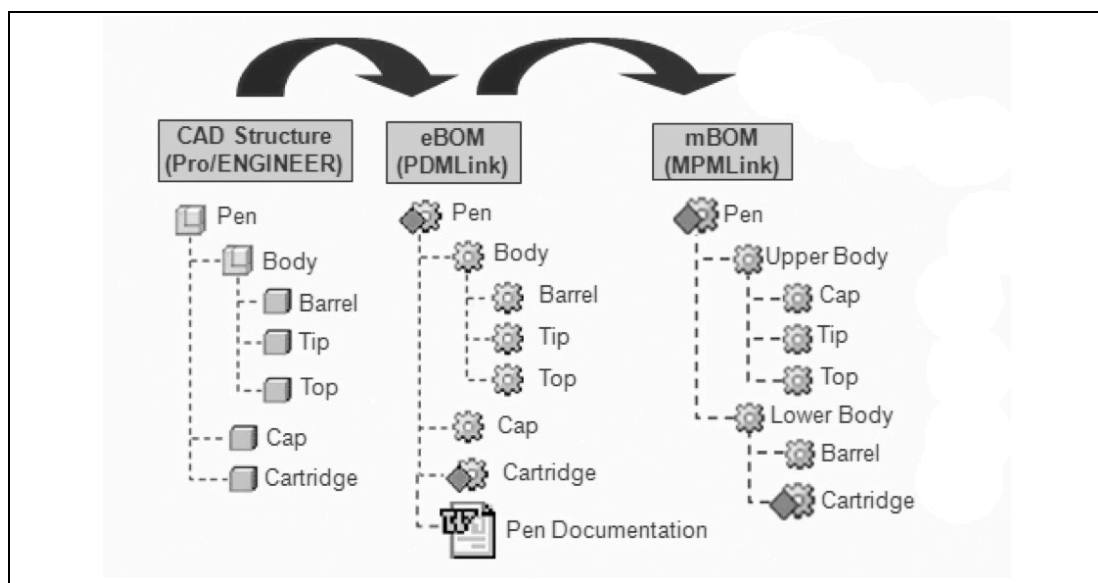 CAD Structure
(Pro/ENGINEER)
Pen
Body
Barrel
Tip
Top
Cap
Cartridge
eBOM
(PDMLink)
Pen
Body
Barrel
Tip
Top
Cap
Cartridge
W
Pen Documentation
mBOM
(MPMLink)
Pen
Upper Body
Cap
Tip
Top
Lower Body
Barrel
Cartridge